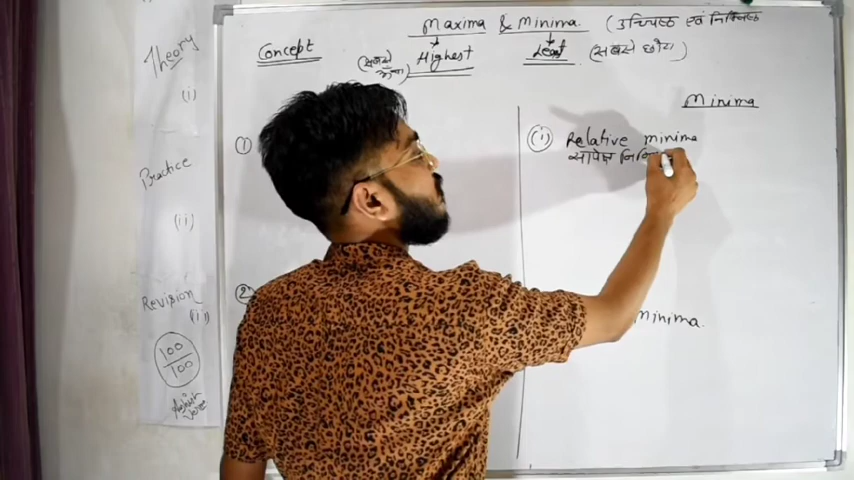 Theory
(i)
Practice
(ii)
Revision
(iii)
100
100
Maxima & Minima. (उच्चिष्ठ एवं निम्निष्ठ
Concept
(सबसे
Highest
Least
(सबसे छोटा)
Minima
(1)
(i) Relative minima
सापेक्ष
(2)
Minima.